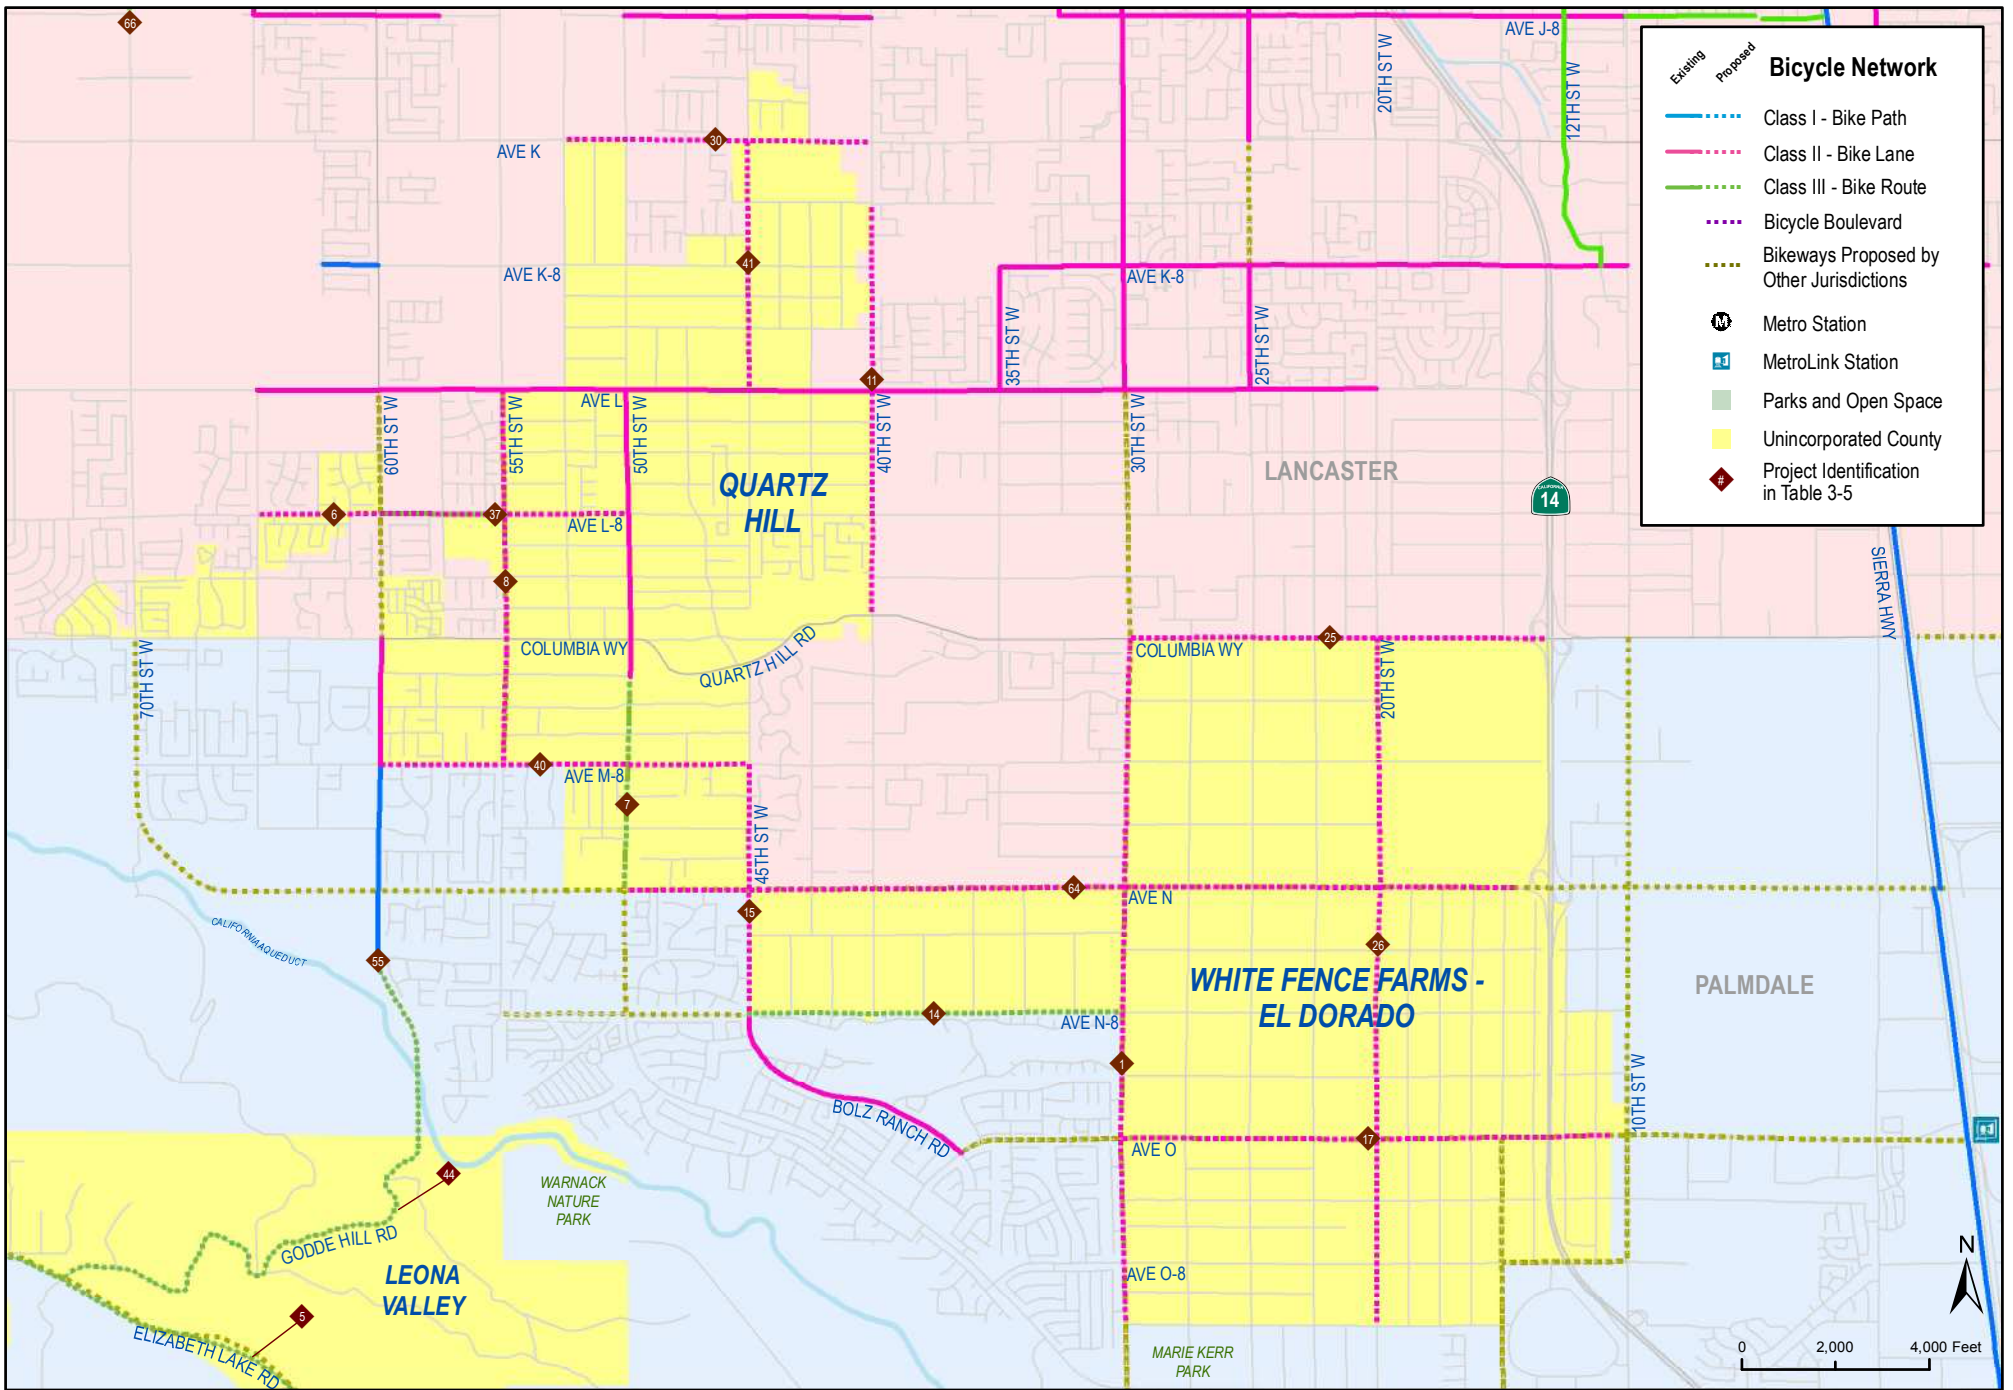 66
AVE J-8
20TH ST W
12TH ST W
Existing
Proposed
Bicycle Network
Class I - Bike Path
Class II - Bike Lane
Class III - Bike Route
Bicycle Boulevard
Bikeways Proposed by
Other Jurisdictions
M
Metro Station
MetroLink Station
Parks and Open Space
Unincorporated County
#
Project Identification
in Table 3-5
AVE K
30
AVE K-8
41
AVE K-8
35TH ST W
25TH ST W
11
AVE L
60TH ST W
55TH ST W
50TH ST W
40TH ST W
30TH ST W
QUARTZ
HILL
LANCASTER
CALIFORNIA
14
6
37
AVE L-8
8
SIERRA HWY
COLUMBIA WY
QUARTZ HILL RD
COLUMBIA WY
25
70TH ST W
20TH ST W
40
AVE M-8
7
45TH ST W
64
AVE N
15
CALIFORNIA AQUEDUCT
55
26
WHITE FENCE FARMS -
EL DORADO
PALMDALE
14
AVE N-8
1
10TH ST W
BOLZ RANCH RD
17
AVE O
44
WARNACK
NATURE
PARK
GODDE HILL RD
LEONA
VALLEY
AVE O-8
N
5
ELIZABETH LAKE RD
MARIE KERR
PARK
0
2,000
4,000 Feet